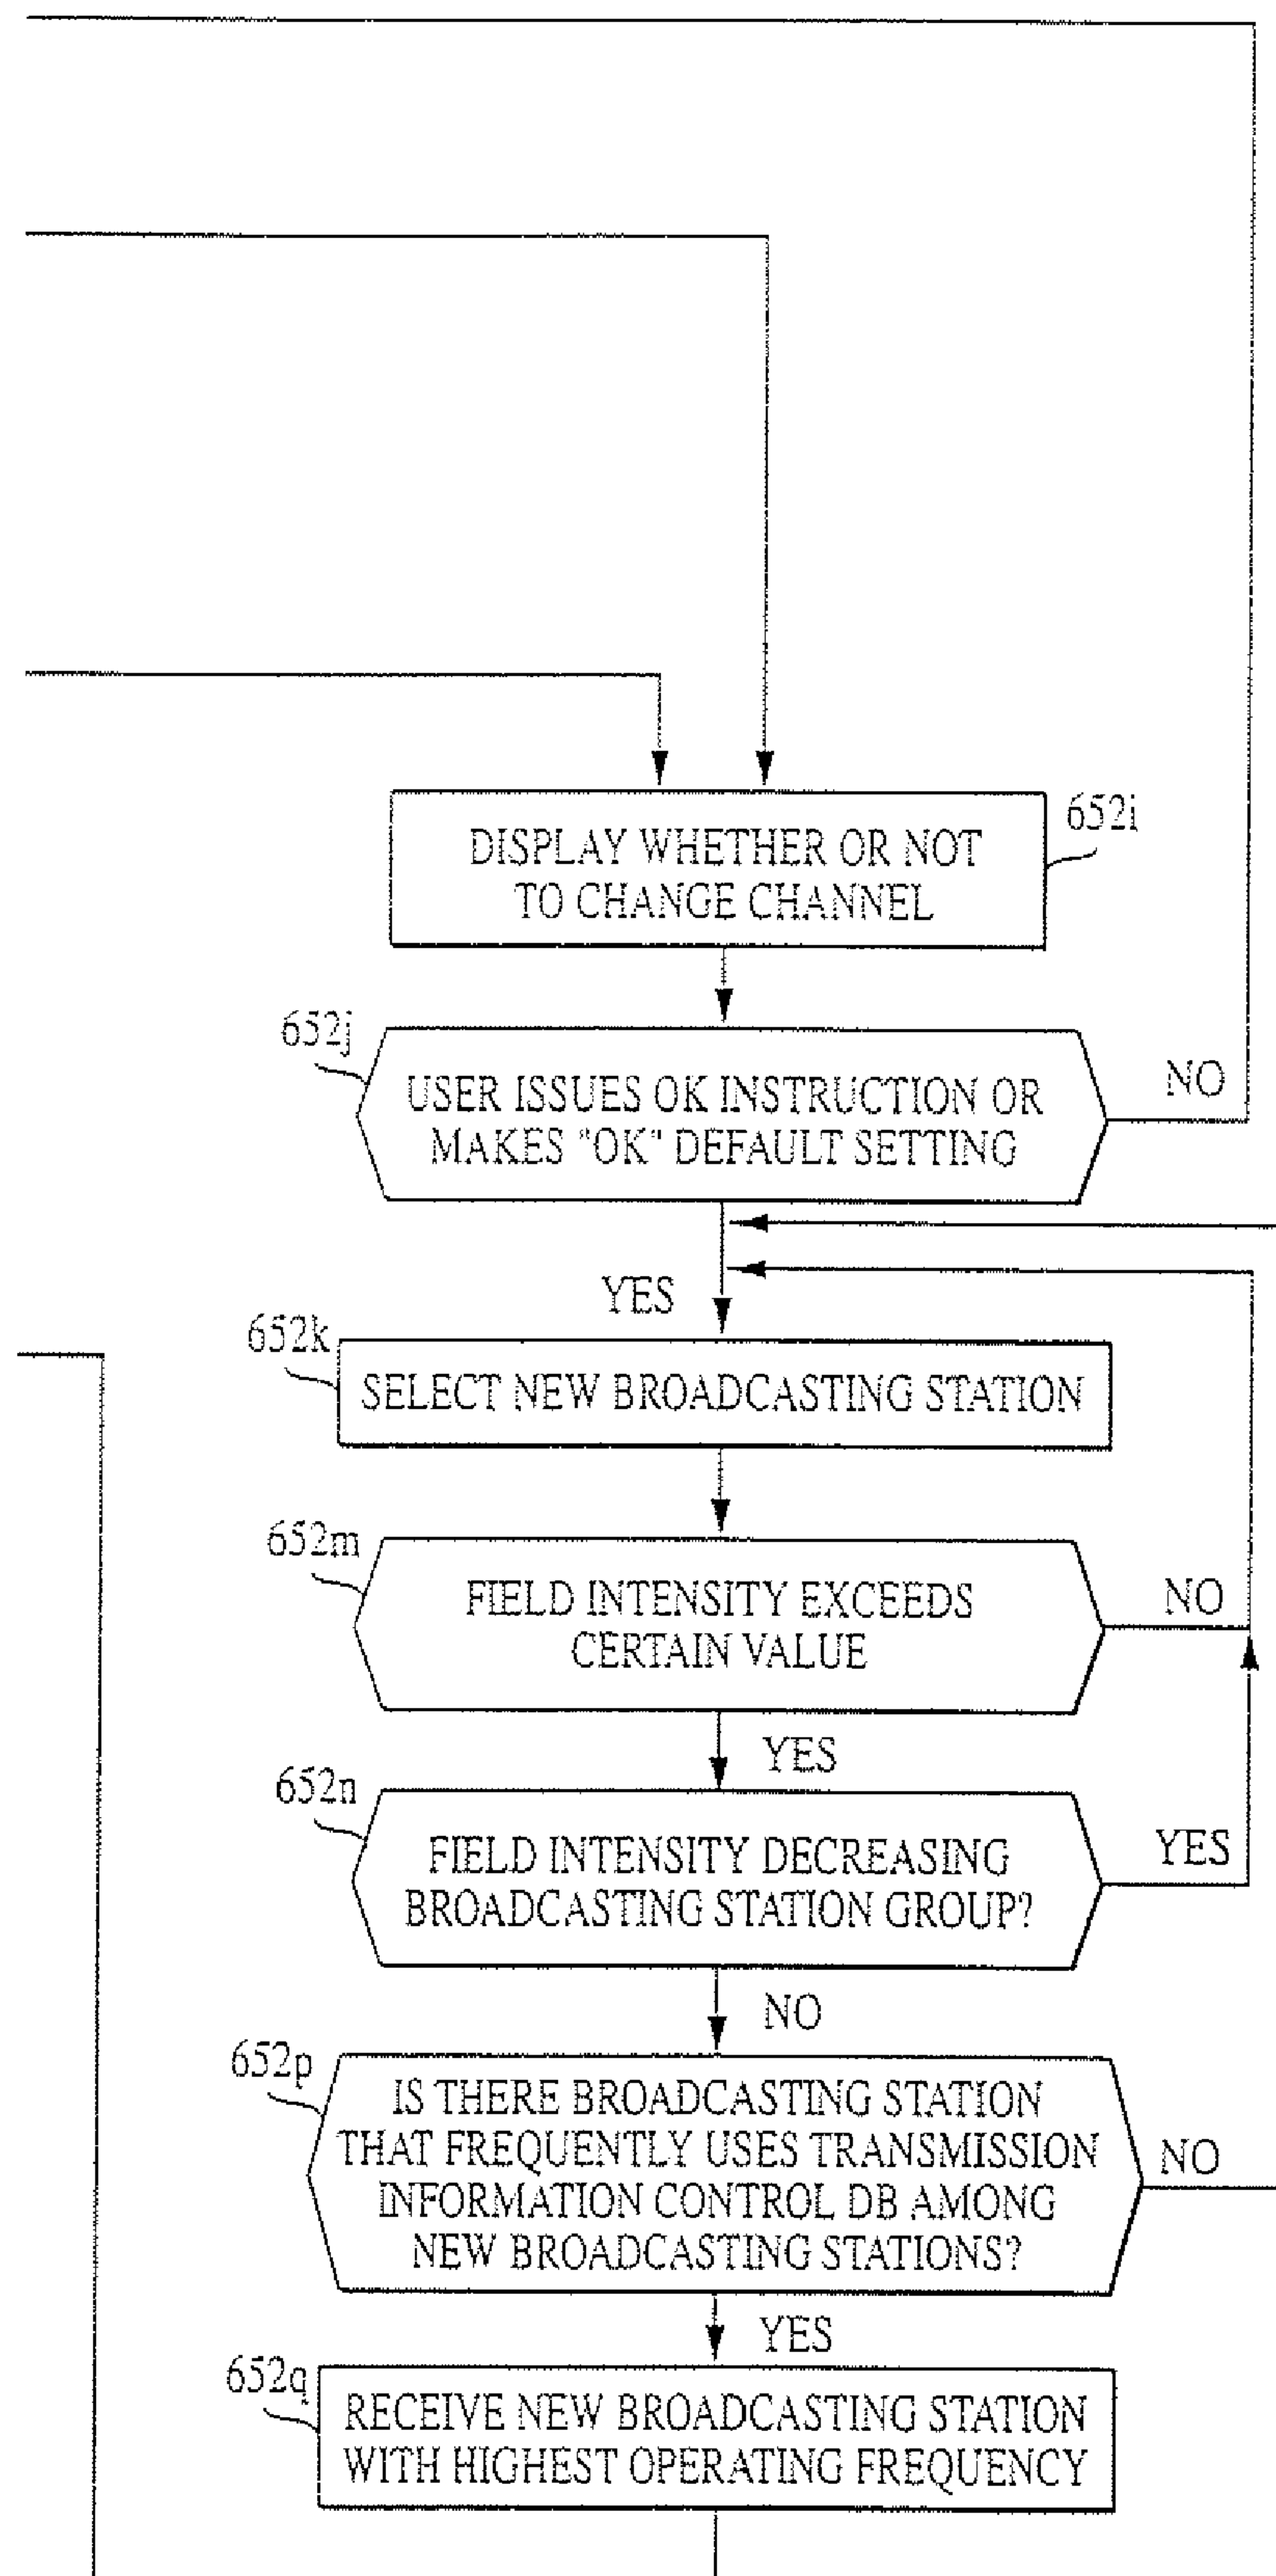 652i
DISPLAY WHETHER OR NOT
TO CHANGE CHANNEL
652j
USER ISSUES OK INSTRUCTION OR
MAKES "OK" DEFAULT SETTING
NO
YES
652k
SELECT NEW BROADCASTING STATION
652m
FIELD INTENSITY EXCEEDS
CERTAIN VALUE
NO
YES
652n
FIELD INTENSITY DECREASING
BROADCASTING STATION GROUP?
YES
NO
652p
IS THERE BROADCASTING STATION
THAT FREQUENTLY USES TRANSMISSION
INFORMATION CONTROL DB AMONG
NEW BROADCASTING STATIONS?
NO
YES
652q
RECEIVE NEW BROADCASTING STATION
WITH HIGHEST OPERATING FREQUENCY